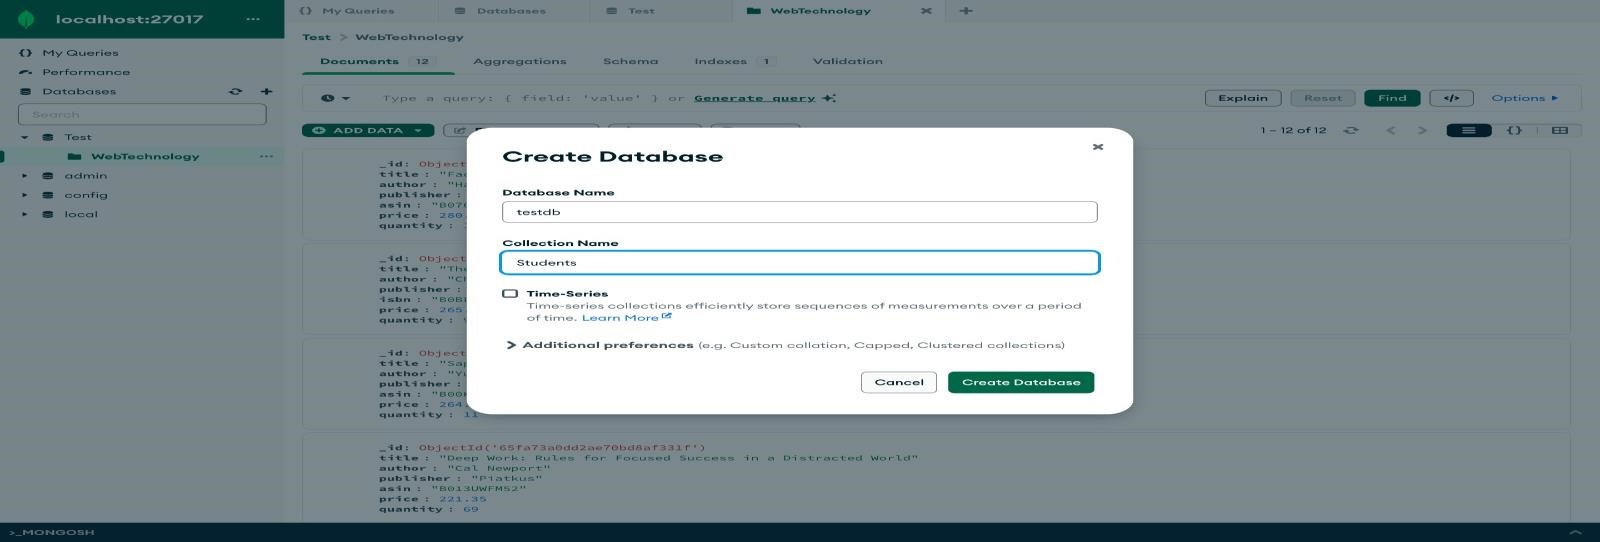 localhost:27017 ...
My Queries
Databases
Test
WebTechnology
My Queries
Performance
Databases
Search
Test
WebTechnology ...
admin
config
local
Test > WebTechnology
Documents 12 Aggregations Schema Indexes 1 Validation
Type a query: { field: 'value' } or Generate query
Explain Reset Find </> Options
ADD DATA
1 – 12 of 12
_id: Object
title :
author :
publisher :
asin : "B07
price : 280
quantity :
_id: Object
title : "The
author :
publisher :
isbn :
price : 265
quantity :
_id: Object
title : "Sap
author : "Yu
publisher :
asin : "B00
price : 264
quantity : 11
_id: ObjectId('65fa73a0dd2ae70bd8af331f')
title : "Deep Work: Rules for Focused Success in a Distracted World"
author : "Cal Newport"
publisher : "Piatkus"
asin : "B013UWFM52"
price : 221.35
quantity : 69
Create Database
Database Name
testdb
Collection Name
Students
Time-Series
Time-series collections efficiently store sequences of measurements over a period
of time. Learn More
Additional preferences (e.g. Custom collation, Capped, Clustered collections)
Cancel Create Database
>_MONGOSH